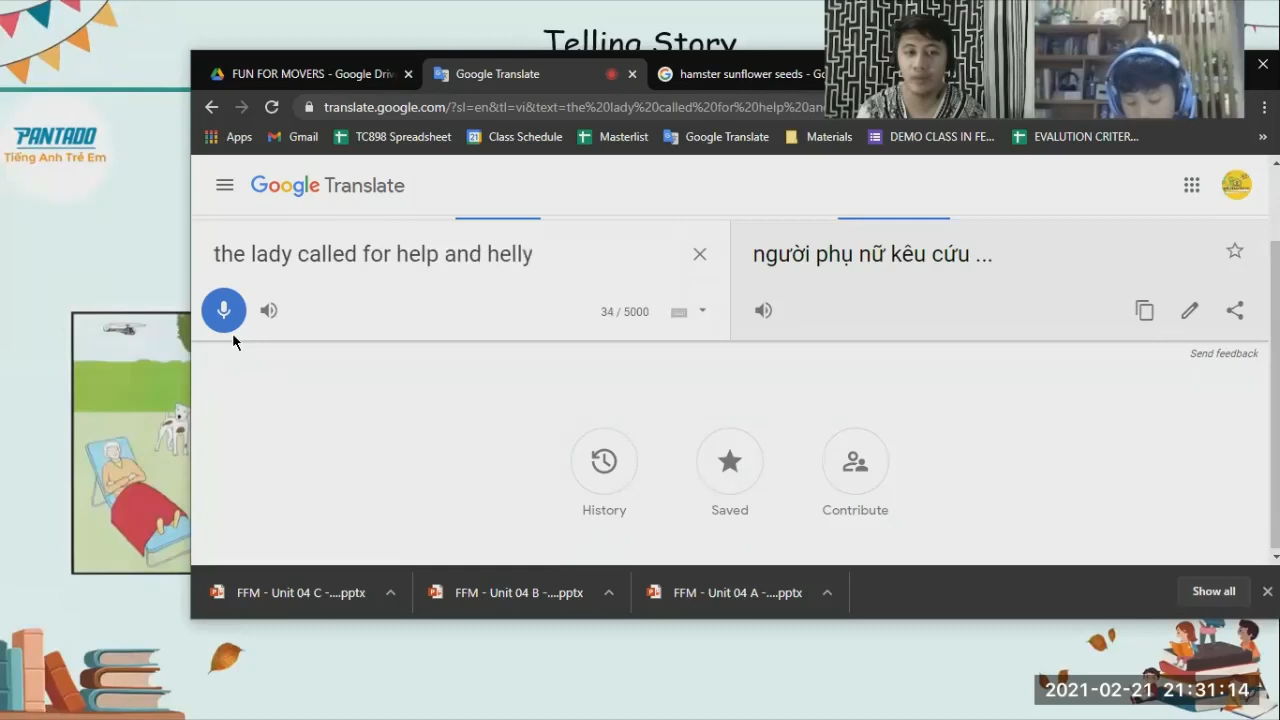 Telling Story
PANTADO
Tiếng Anh Trẻ Em
FUN FOR MOVERS - Google Driv
Google Translate
hamster sunflower seeds - Go
translate.google.com/?sl=en&tl=vi&text=the%20lady%20called%20for%20help%20an
Apps
Gmail
TC898 Spreadsheet
Class Schedule
Masterlist
Google Translate
Materials
DEMO CLASS IN FE...
EVALUTION CRITER...
»
Google Translate
the lady called for help and helly
người phụ nữ kêu cứu ...
34 / 5000
Send feedback
History
Saved
Contribute
FFM - Unit 04 C -....pptx
FFM - Unit 04 B -....pptx
FFM - Unit 04 A -....pptx
Show all
2021-02-21 21:31:14